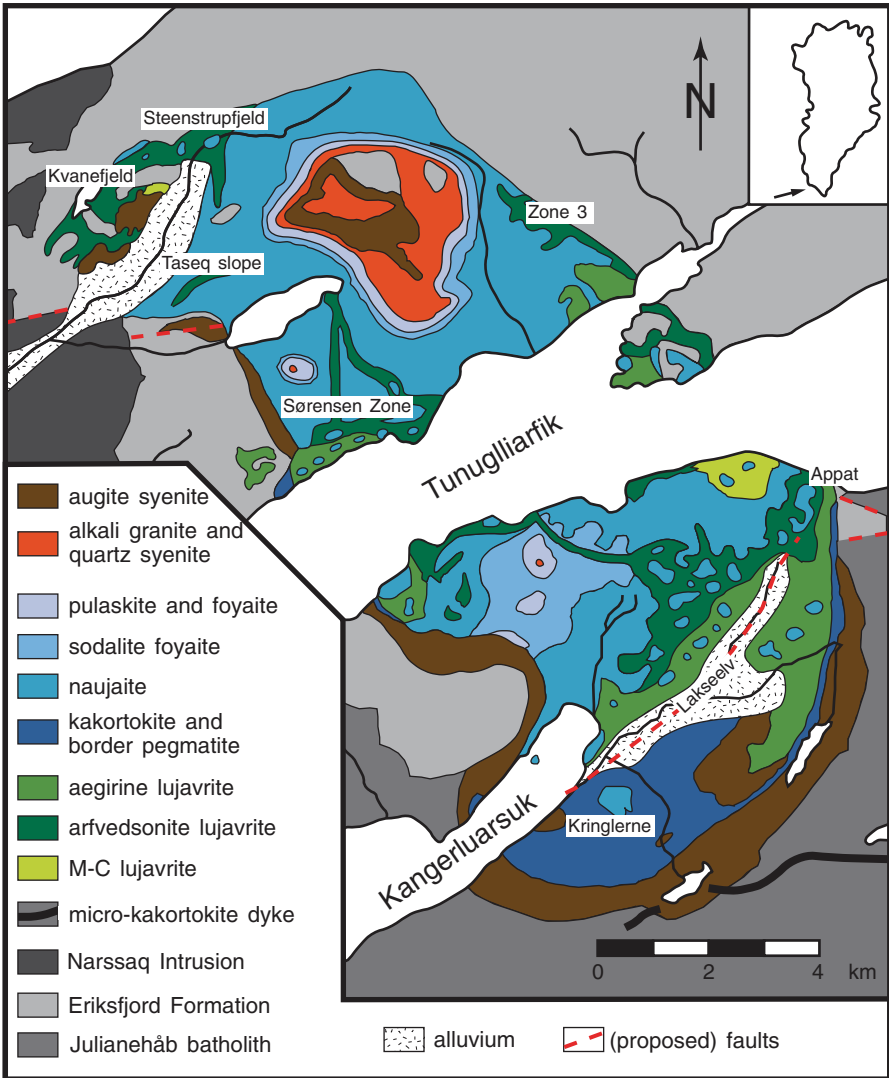 N
Steenstrupfjeld
Kvanefjeld
Zone 3
Taseq slope
Sørensen Zone
Tunuglliarfik
Appat
Lakseelv
Kringlerne
Kangerluarsuk
augite syenite
alkali granite and
quartz syenite
pulaskite and foyaite
sodalite foyaite
naujaite
kakortokite and
border pegmatite
aegirine lujavrite
arfvedsonite lujavrite
M-C lujavrite
micro-kakortokite dyke
Narssaq Intrusion
Eriksfjord Formation
Julianehåb batholith
alluvium
(proposed) faults
0 2 4 km